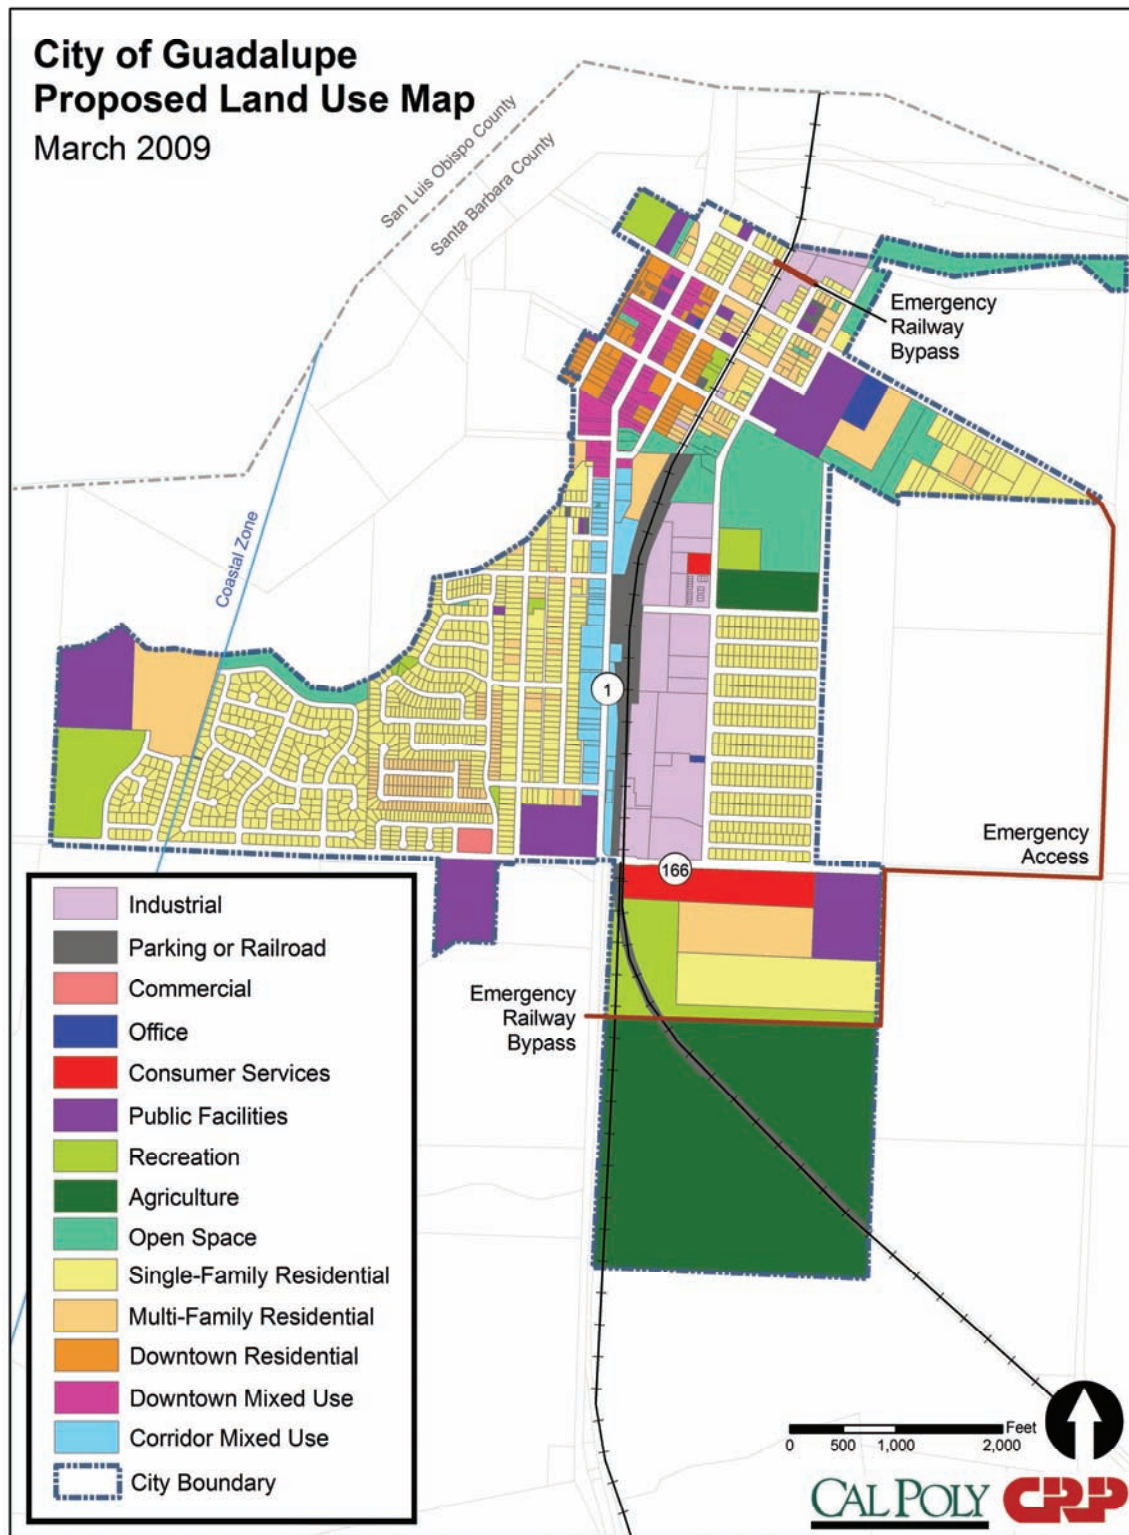 City of Guadalupe
Proposed Land Use Map
March 2009
San Luis Obispo County
Santa Barbara County
Emergency
Railway
Bypass
Coastal Zone
1
Emergency
Access
166
Emergency
Railway
Bypass
Industrial
Parking or Railroad
Commercial
Office
Consumer Services
Public Facilities
Recreation
Agriculture
Open Space
Single-Family Residential
Multi-Family Residential
Downtown Residential
Downtown Mixed Use
Corridor Mixed Use
City Boundary
Feet
0 500 1,000 2,000
CAL POLY CRP